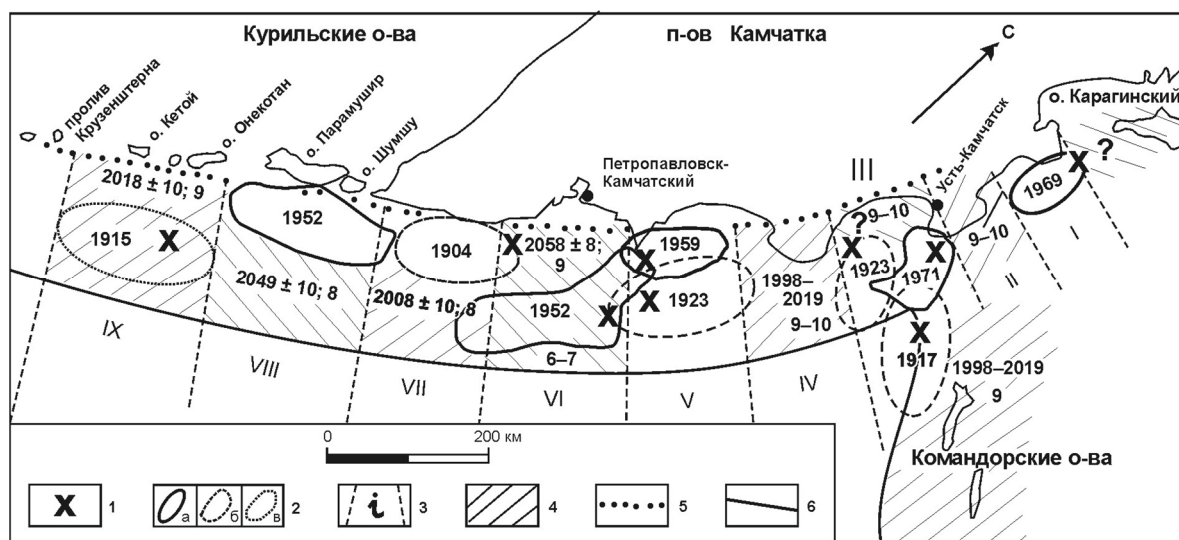 Курильские о-ва
п-ов Камчатка
С
пролив
Крузенштерна
о. Кетой
о. Онекотан
о. Парамушир
о. Шумшу
Петропавловск-
Камчатский
III
Усть-Камчатск
о. Карагинский
?
2018 ± 10; 9
1915
1952
1904
2058 ± 8;
9
1959
1923
?
9–10
1923
1971
9–10
1969
I
II
2049 ± 10; 8
2008 ± 10; 8
1952
6–7
1998–
2019
9–10
1917
1998–2019
9
IX
VIII
VII
VI
V
IV
Командорские о-ва
0 200 км
X 1
а б в 2
i 3
4
5
6